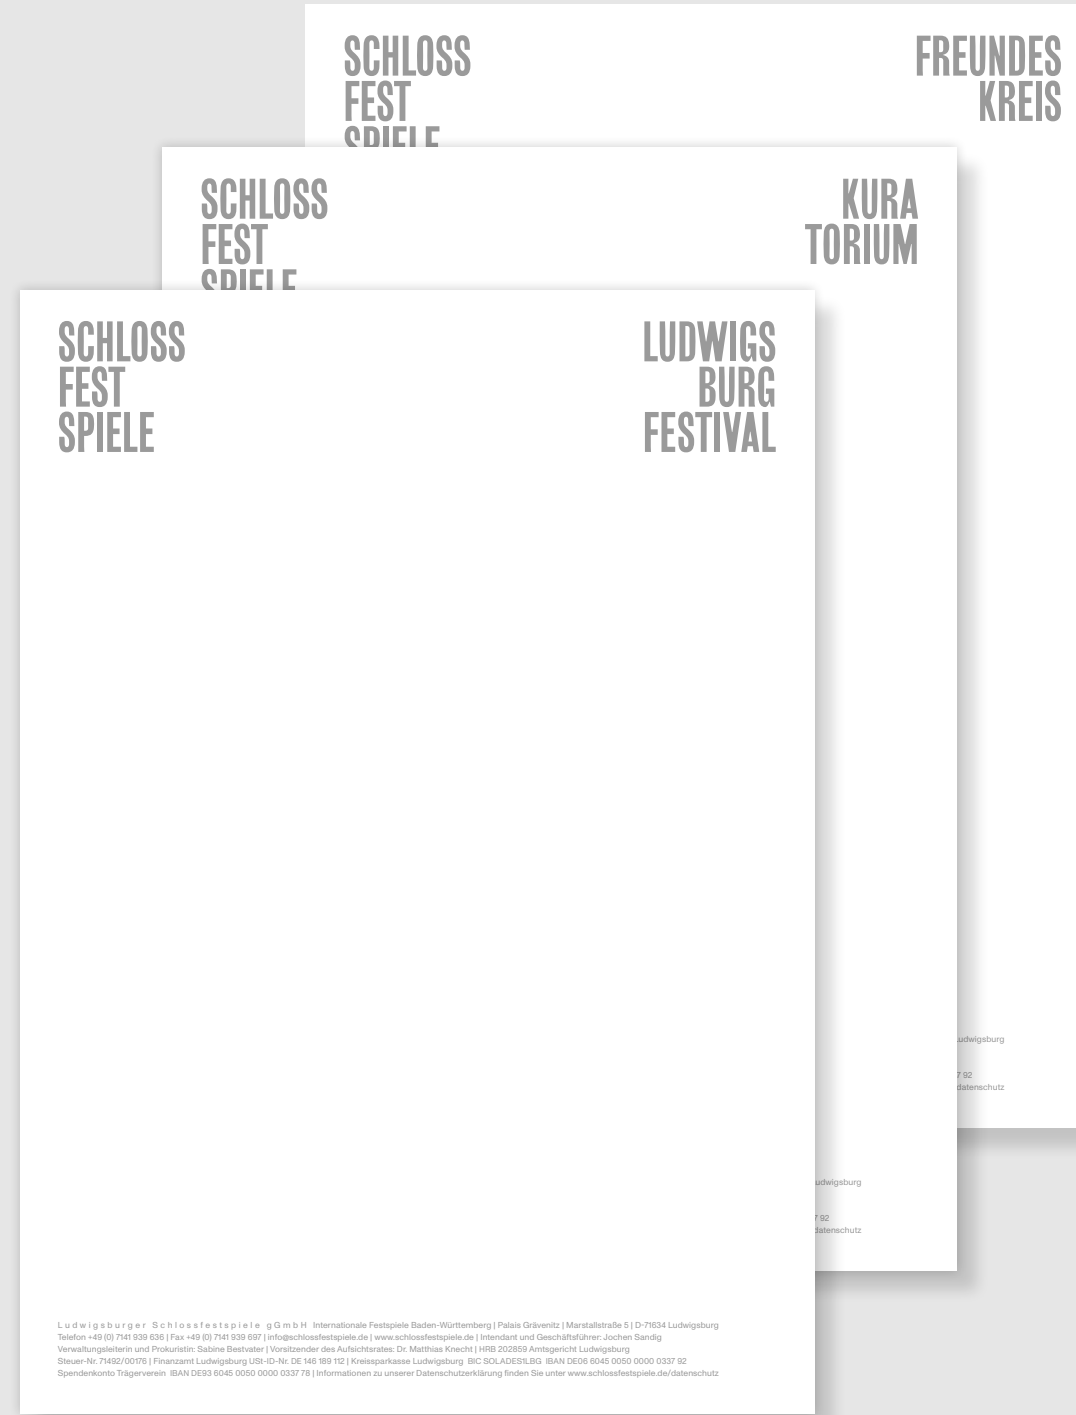 SCHLOSS
FEST
SPIELE
FREUNDES
KREIS
SCHLOSS
FEST
SPIELE
KURA
TORIUM
SCHLOSS
FEST
SPIELE
LUDWIGS
BURG
FESTIVAL
udwigsburg
7 92
datenschutz
udwigsburg
7 92
datenschutz
Ludwigsburger Schlossfestspiele gGmbH Internationale Festspiele Baden-Württemberg | Palais Grävenitz | Marstallstraße 5 | D-71634 Ludwigsburg
Telefon +49 (0) 7141 939 636 | Fax +49 (0) 7141 939 697 | info@schlossfestspiele.de | www.schlossfestspiele.de | Intendant und Geschäftsführer: Jochen Sandig
Verwaltungsleiterin und Prokuristin: Sabine Bestvater | Vorsitzender des Aufsichtsrates: Dr. Matthias Knecht | HRB 202859 Amtsgericht Ludwigsburg
Steuer-Nr. 71492/00176 | Finanzamt Ludwigsburg USt-ID-Nr. DE 146 189 112 | Kreissparkasse Ludwigsburg BIC SOLADES1LBG IBAN DE06 6045 0050 0000 0337 92
Spendenkonto Trägerverein IBAN DE93 6045 0050 0000 0337 78 | Informationen zu unserer Datenschutzerklärung finden Sie unter www.schlossfestspiele.de/datenschutz